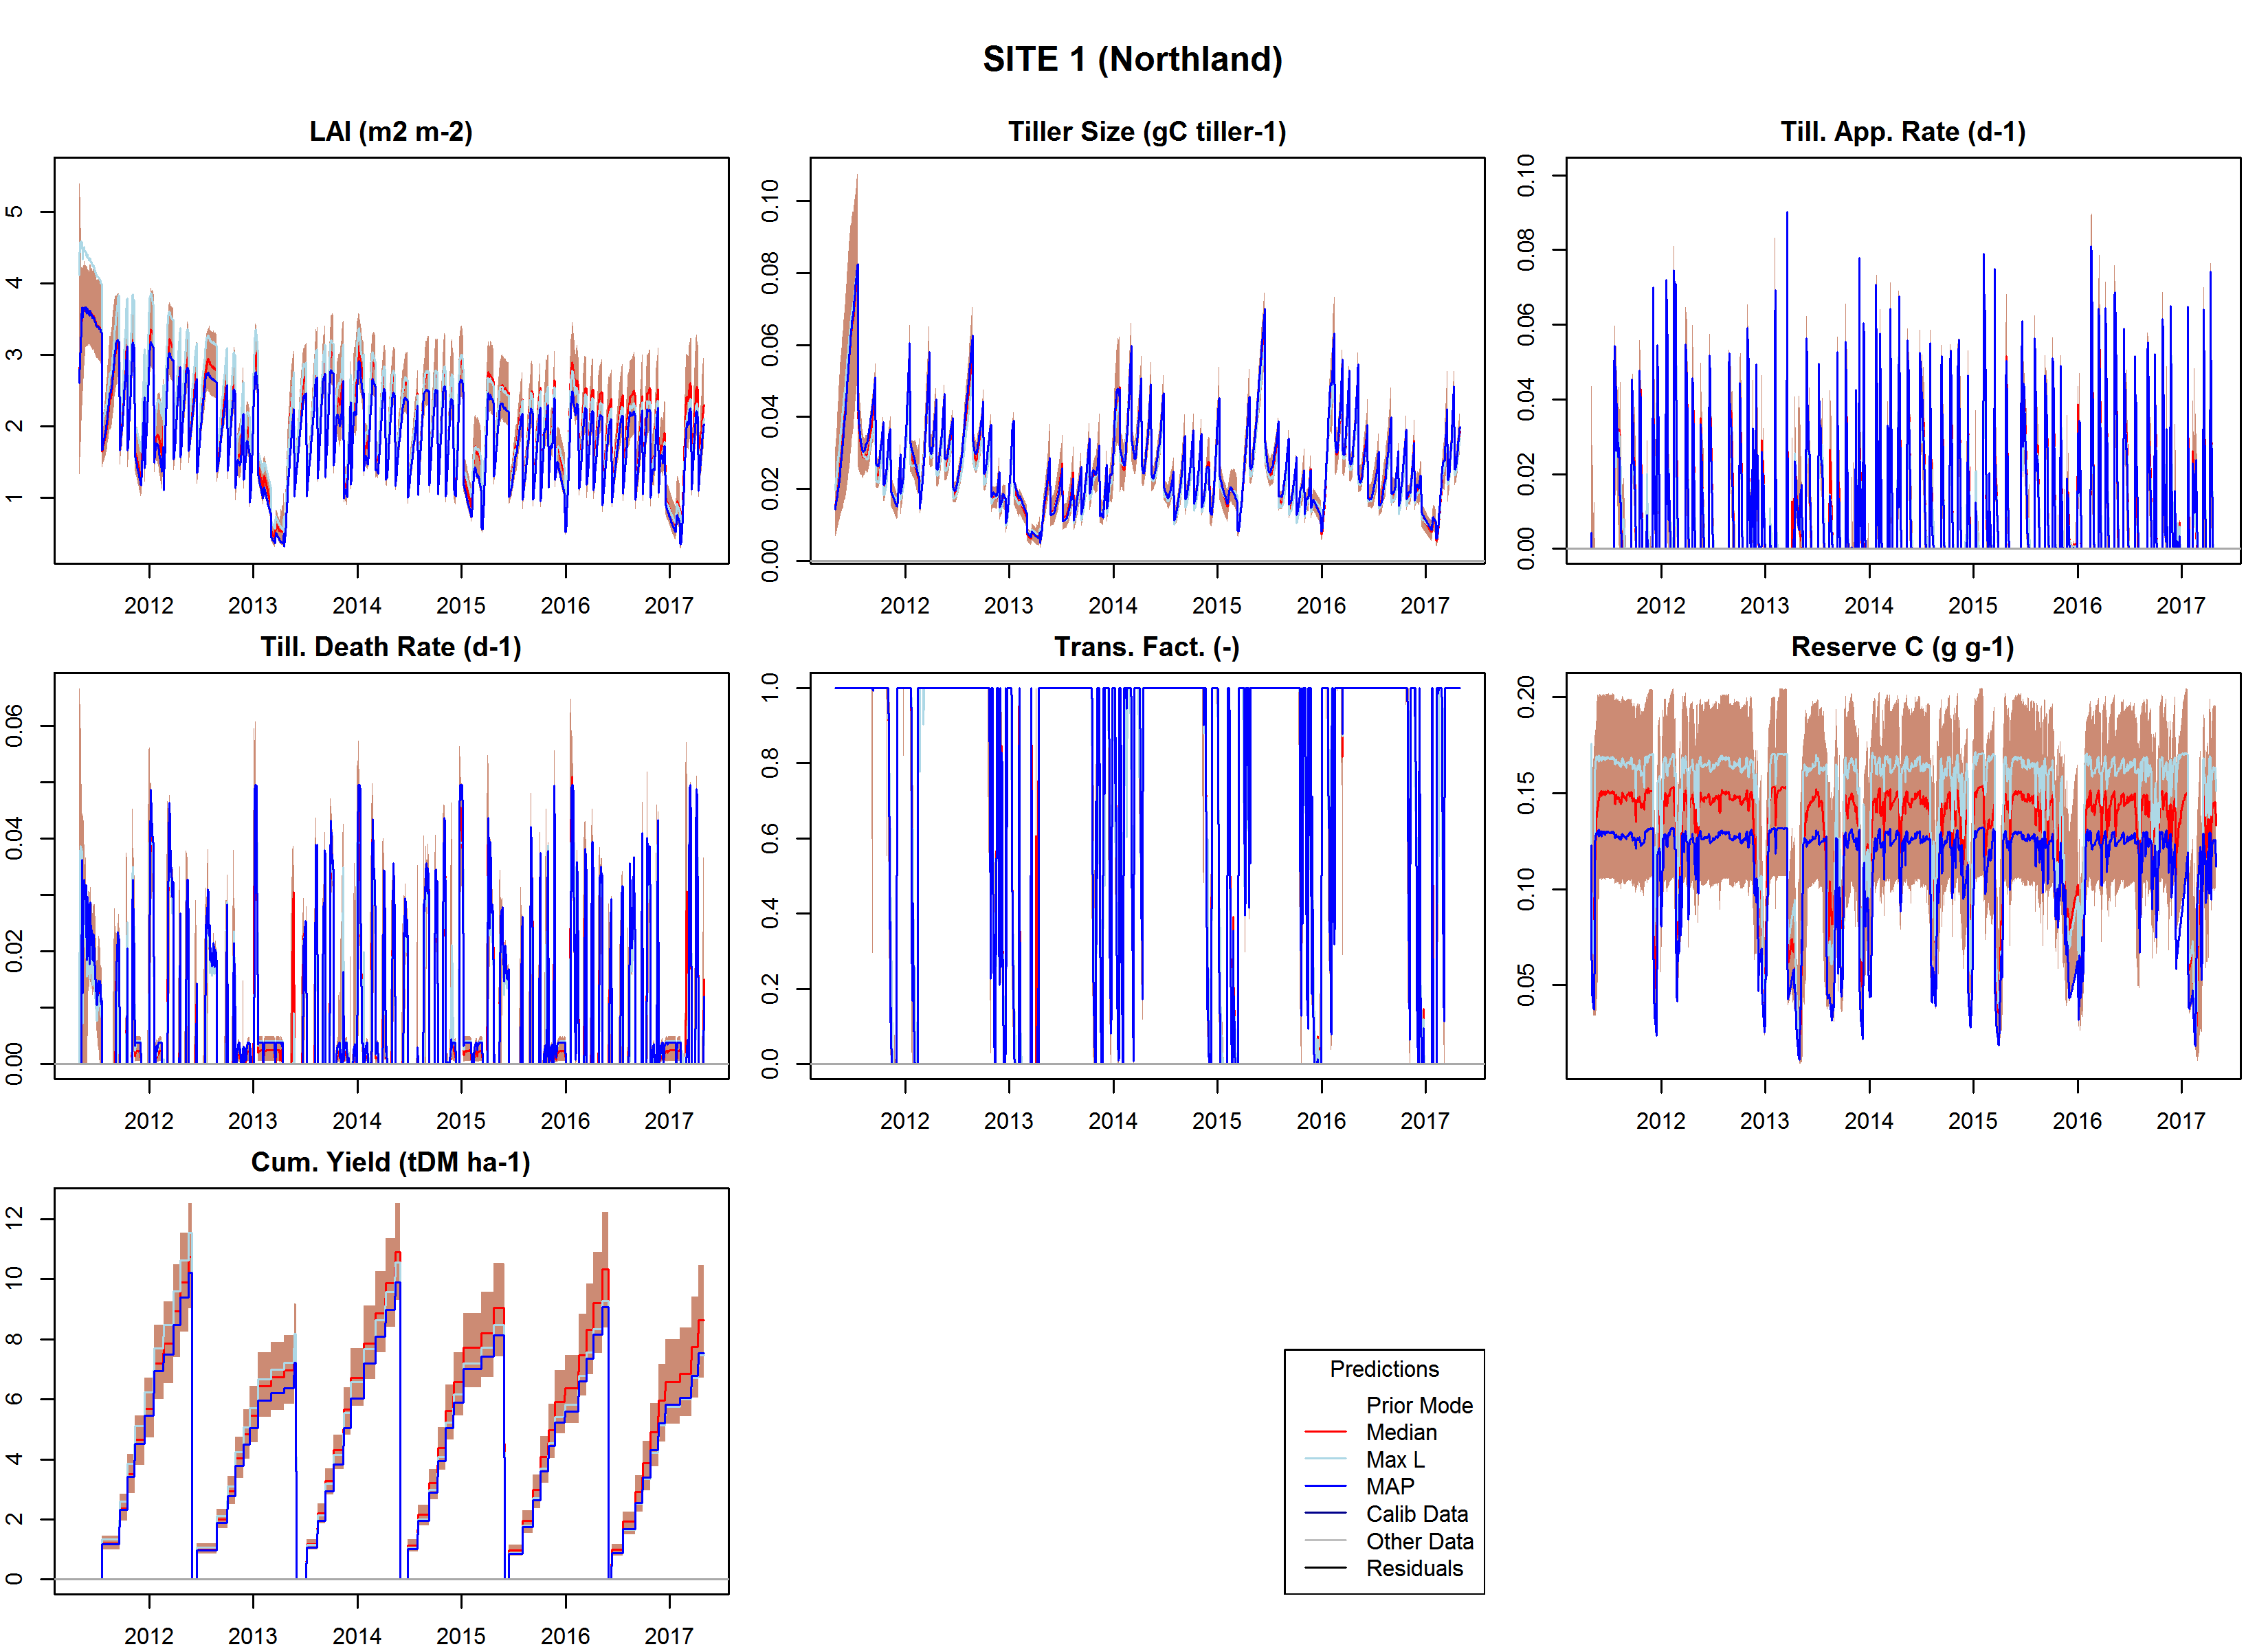 SITE 1 (Northland)
LAI (m2 m-2)
Tiller Size (gC tiller-1)
Till. App. Rate (d-1)
5
4
3
2
1
0.10
0.08
0.06
0.04
0.02
0.00
0.10
0.08
0.06
0.04
0.02
0.00
2012 2013 2014 2015 2016 2017
2012 2013 2014 2015 2016 2017
2012 2013 2014 2015 2016 2017
Till. Death Rate (d-1)
Trans. Fact. (-)
Reserve C (g g-1)
0.06
0.04
0.02
0.00
1.0
0.8
0.6
0.4
0.2
0.0
0.20
0.15
0.10
0.05
2012 2013 2014 2015 2016 2017
2012 2013 2014 2015 2016 2017
2012 2013 2014 2015 2016 2017
Cum. Yield (tDM ha-1)
12
10
8
6
4
2
0
2012 2013 2014 2015 2016 2017
Predictions
Prior Mode
Median
Max L
MAP
Calib Data
Other Data
Residuals